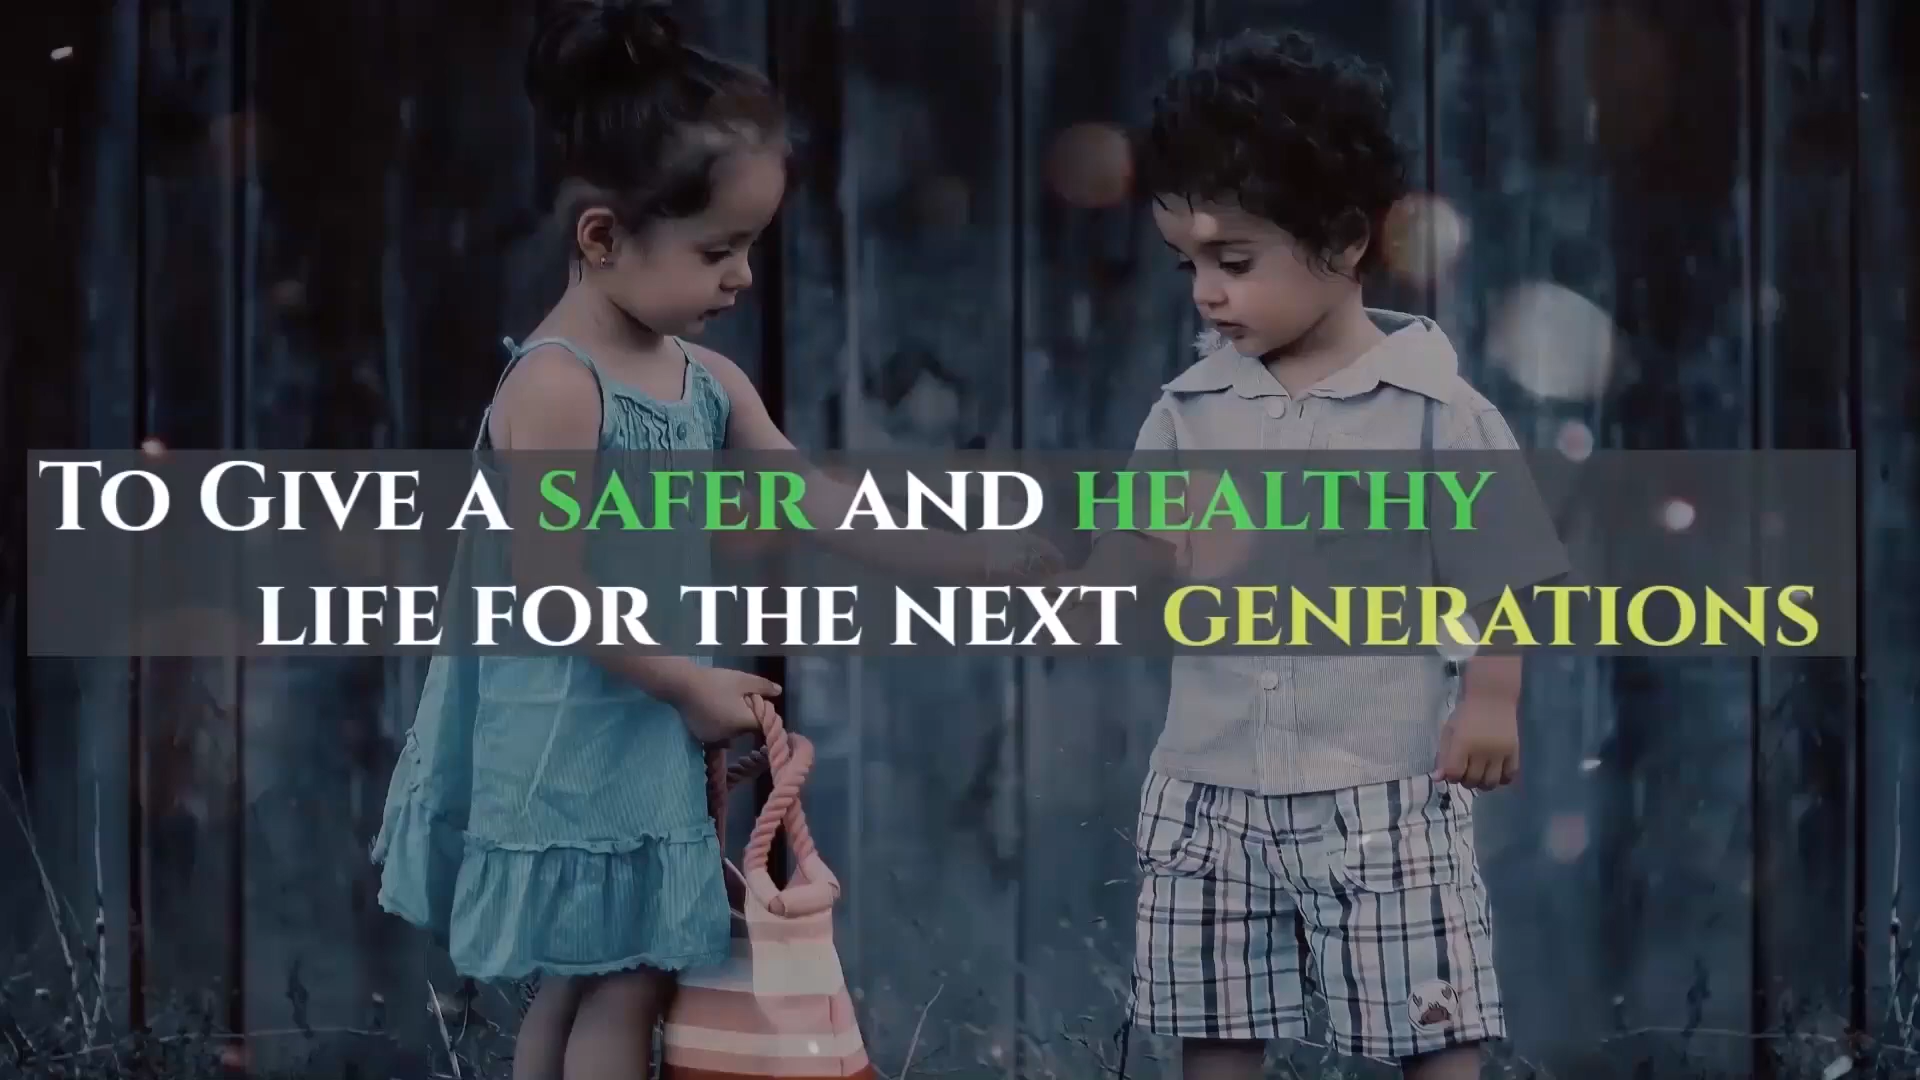 To Give a safer and healthy
life for the next generations